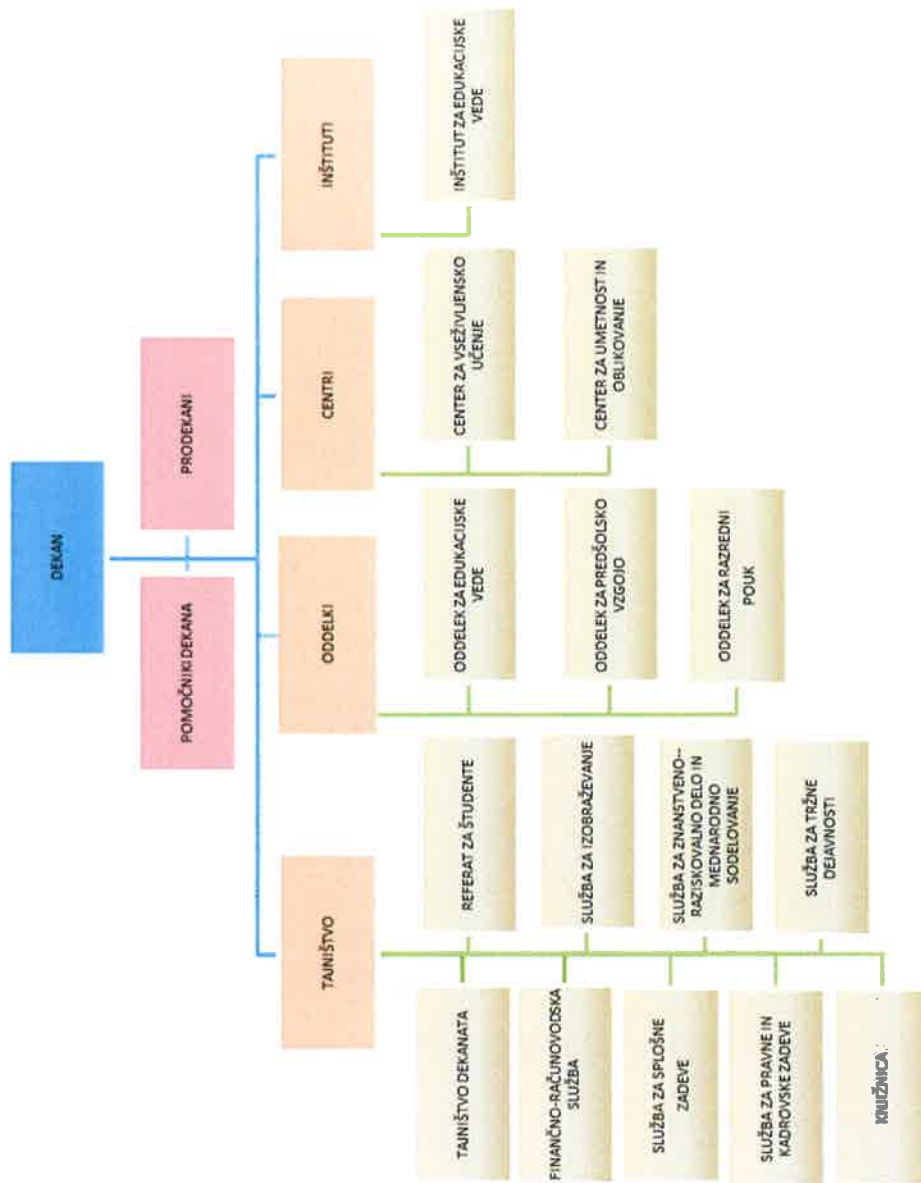 DEKAN
POMOČNIKI DEKANA
PRODEKANI
TAJNIŠTVO
ODDELKI
CENTRI
INŠTITUTI
TAJNIŠTVO DEKANATA
REFERAT ZA ŠTUDENTE
FINANČNO-RAČUNOVODSKA
SLUŽBA
SLUŽBA ZA IZOBRAŽEVANJE
SLUŽBA ZA SPLOŠNE
ZADEVE
SLUŽBA ZA ZNANSTVENO--
RAZISKOVALNO DELO IN
MEDNARODNO
SODELOVANJE
SLUŽBA ZA PRAVNE IN
KADROVSKE ZADEVE
SLUŽBA ZA TRŽNE
DEJAVNOSTI
KNJIŽNICA
ODDELEK ZA EDUKACIJSKE
VEDE
ODDELEK ZA PREDŠOLSKO
VZGOJO
ODDELEK ZA RAZREDNI
POUK
CENTER ZA VSEŽIVLJENSKO
UČENJE
CENTER ZA UMETNOST IN
OBLIKOVANJE
INŠTITUT ZA EDUKACIJSKE
VEDE